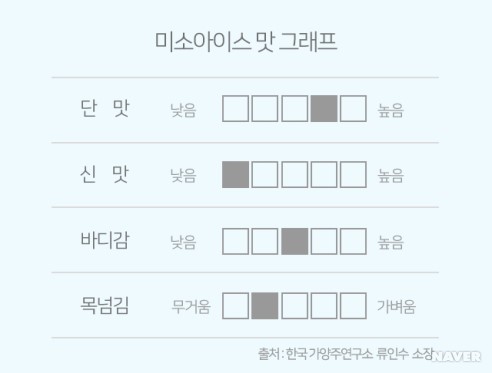 미소아이스 맛 그래프
단 맛 낮음 높음
신 맛 낮음 높음
바디감 낮음 높음
목넘김 무거움 가벼움
출처 : 한국 가양주연구소 류인수 소장
NAVER